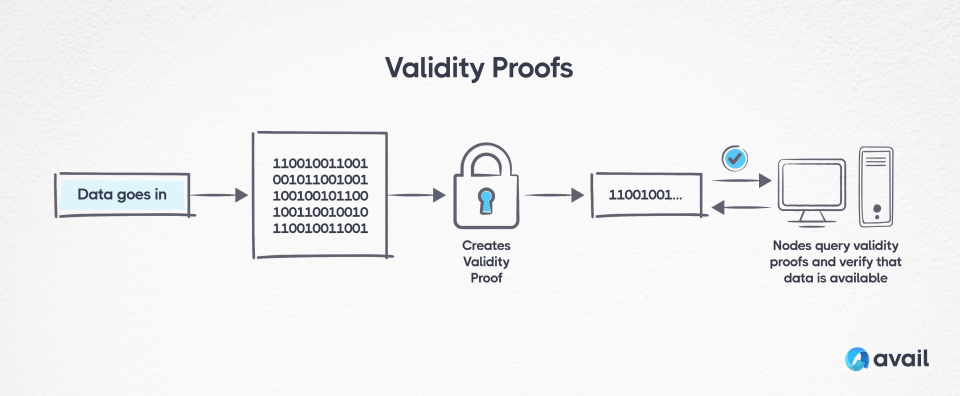 Validity Proofs
Data goes in
110010011001
001011001001
100100101100
100110010010
110010011001
Creates
Validity
Proof
11001001...
Nodes query validity
proofs and verify that
data is available
avail